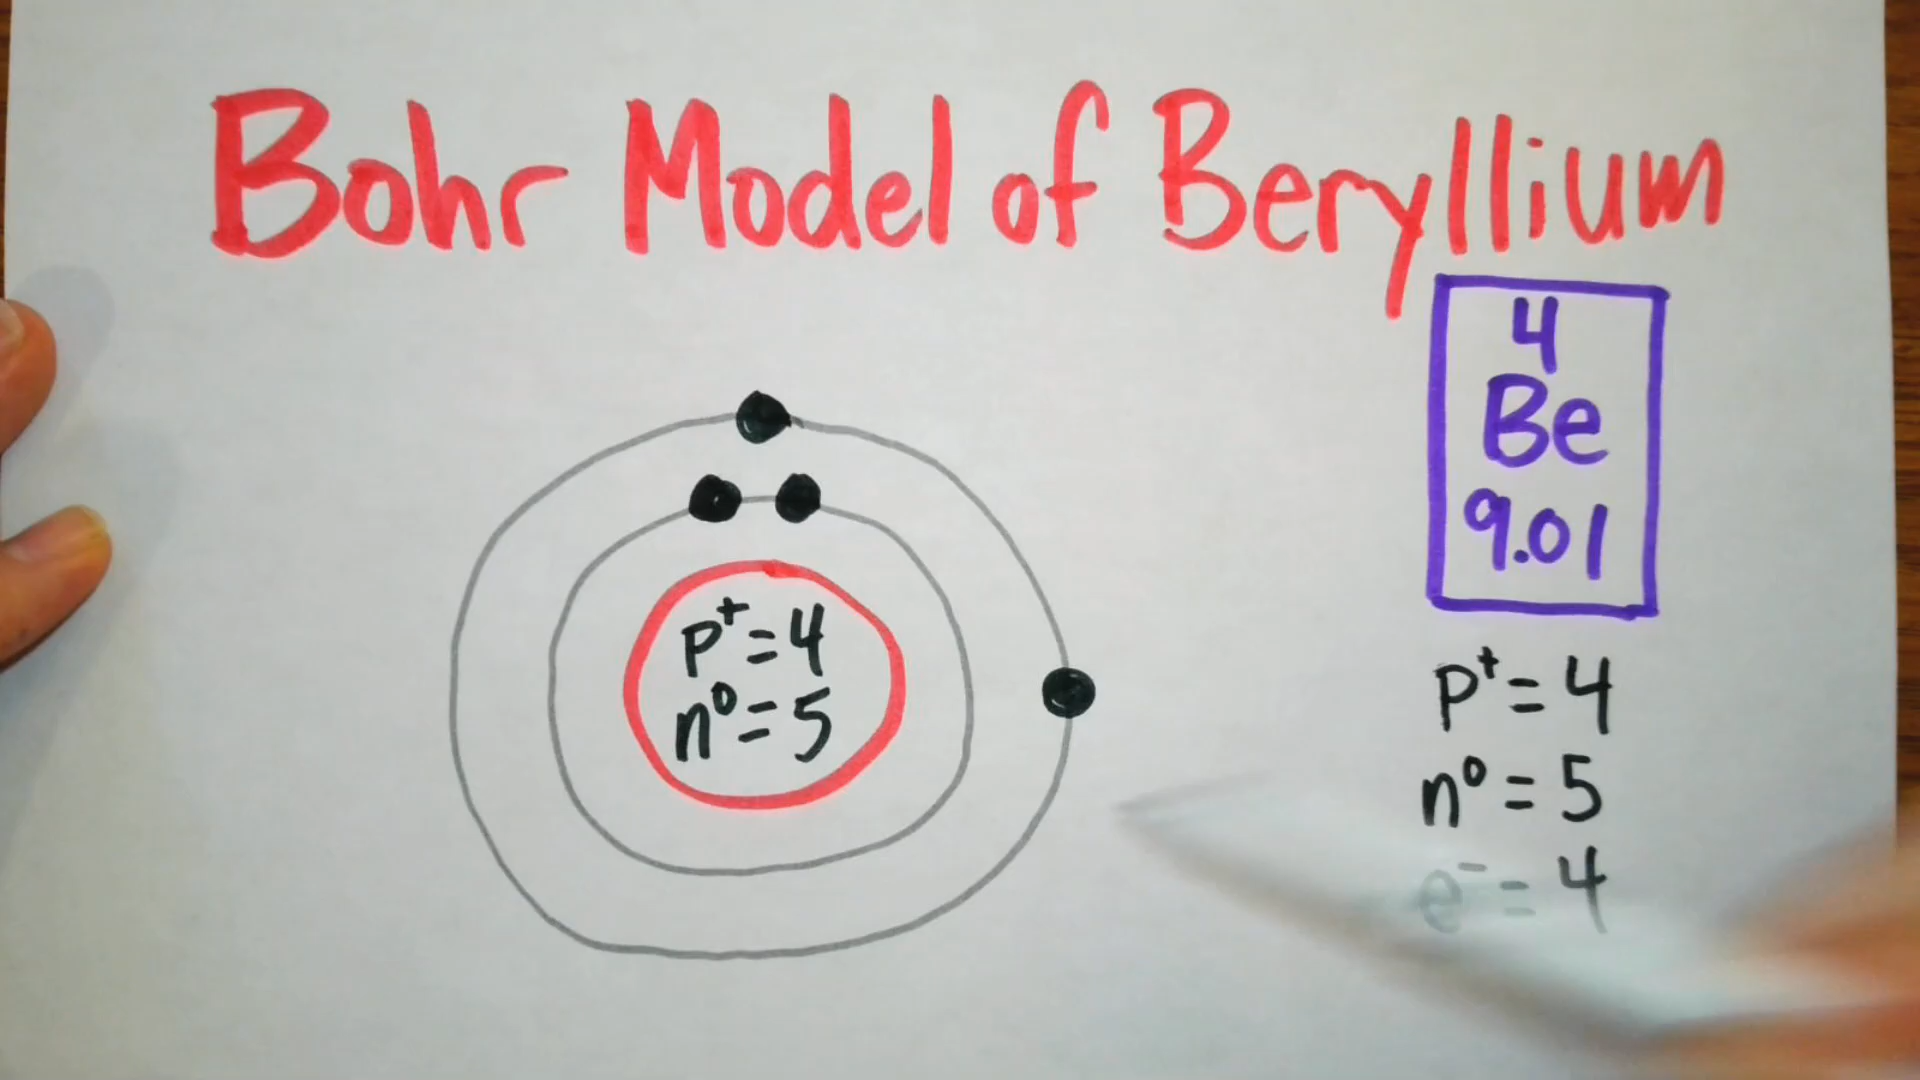 Bohr Model of Beryllium
4
Be
9.01
p⁺=4
n⁰=5
p⁺=4
n⁰=5
e⁻=4